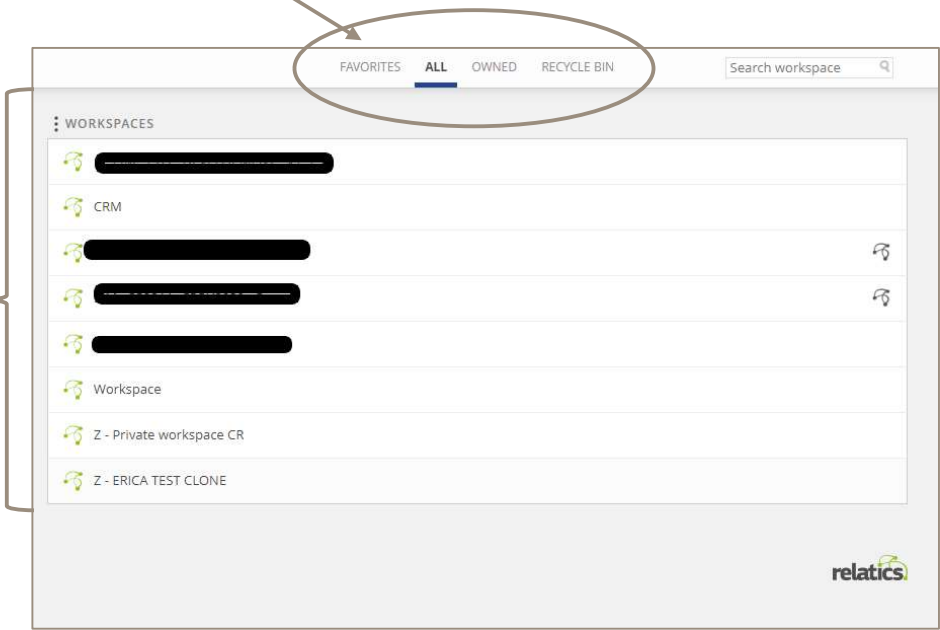 FAVORITES ALL OWNED RECYCLE BIN Search workspace
WORKSPACES
CRM
Workspace
Z - Private workspace CR
Z - ERICA TEST CLONE
relatics